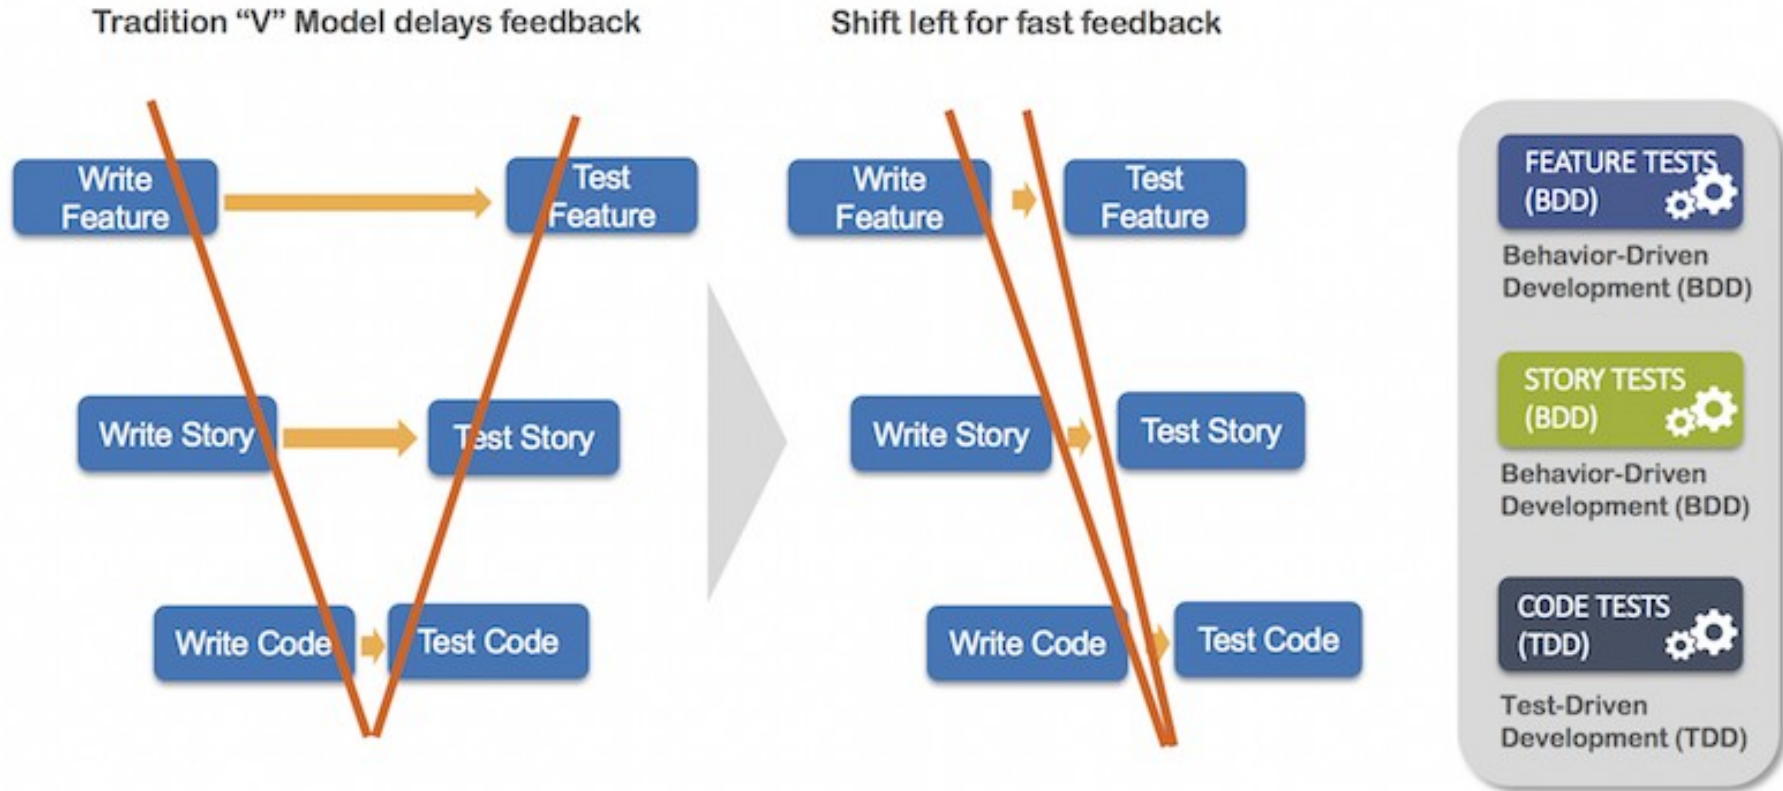 Tradition “V” Model delays feedback
Shift left for fast feedback
Write
Feature
Test
Feature
Write Story
Test Story
Write Code
Test Code
Write
Feature
Test
Feature
Write Story
Test Story
Write Code
Test Code
FEATURE TESTS
(BDD)
Behavior-Driven
Development (BDD)
STORY TESTS
(BDD)
Behavior-Driven
Development (BDD)
CODE TESTS
(TDD)
Test-Driven
Development (TDD)